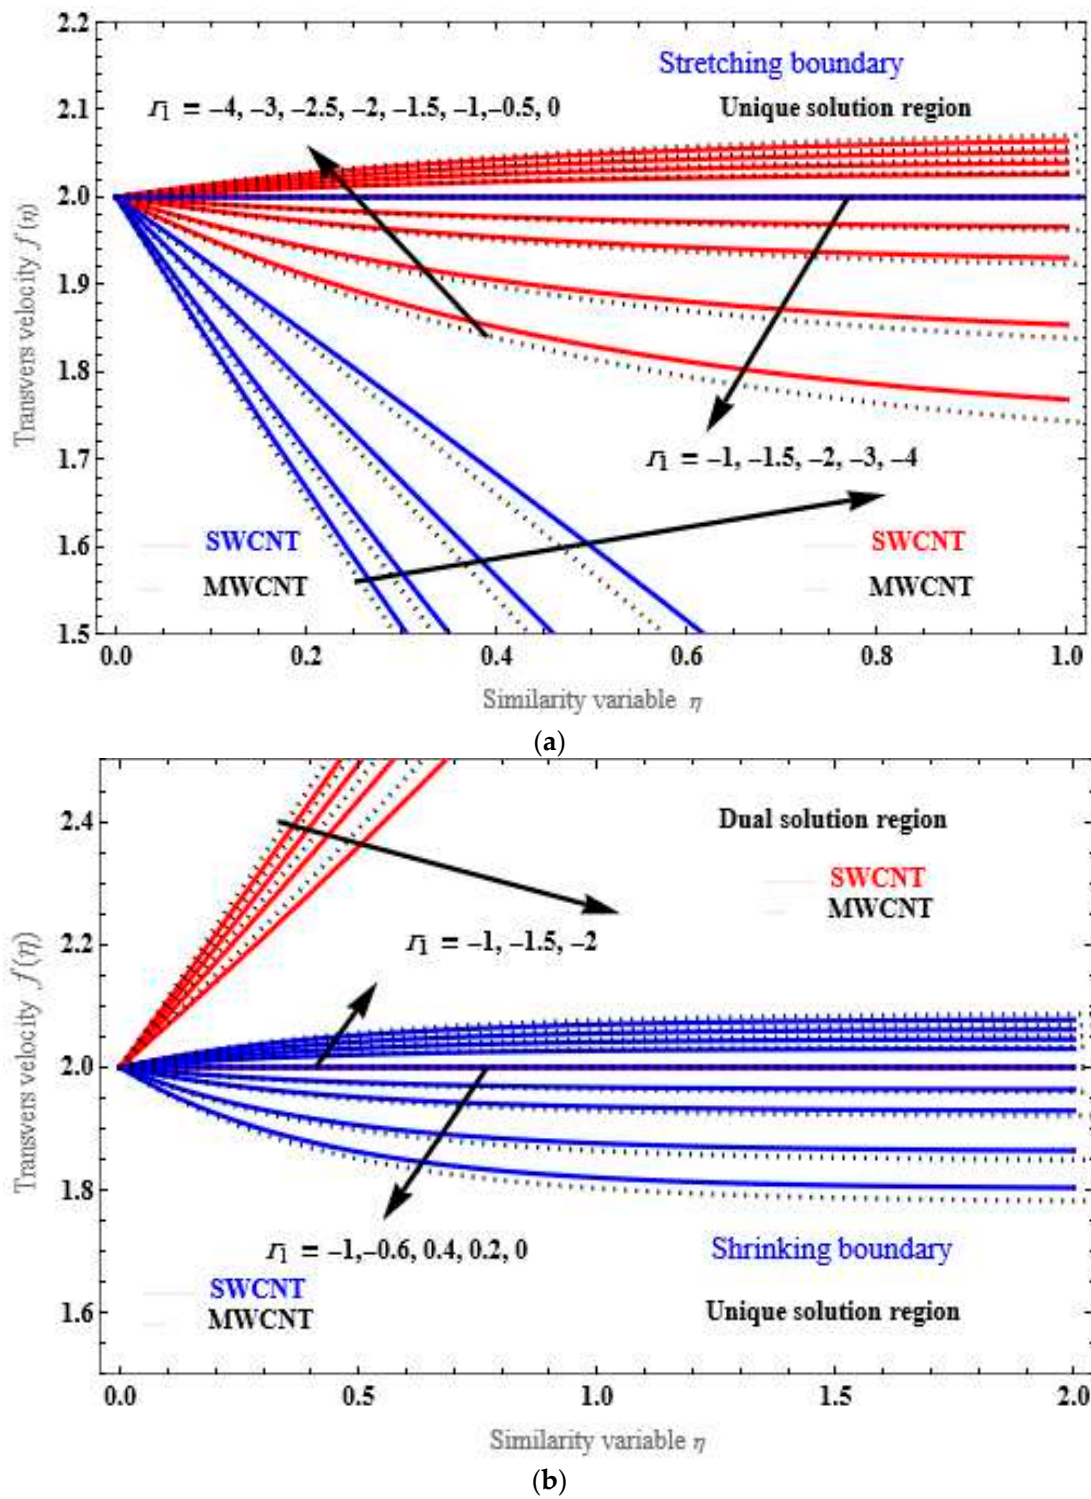 2.2
Stretching boundary
r1 = −4, −3, −2.5, −2, −1.5, −1,−0.5, 0
Unique solution region
2.1
2.0
1.9
1.8
1.7
1.6
1.5
Transvers velocity f(η)
r1 = −1, −1.5, −2, −3, −4
SWCNT
MWCNT
SWCNT
MWCNT
0.0 0.2 0.4 0.6 0.8 1.0
Similarity variable η
(a)
2.4
2.2
2.0
1.8
1.6
Transvers velocity f(η)
Dual solution region
SWCNT
MWCNT
r1 = −1, −1.5, −2
r1 = −1,−0.6, 0.4, 0.2, 0
Shrinking boundary
SWCNT
MWCNT
Unique solution region
0.0 0.5 1.0 1.5 2.0
Similarity variable η
(b)